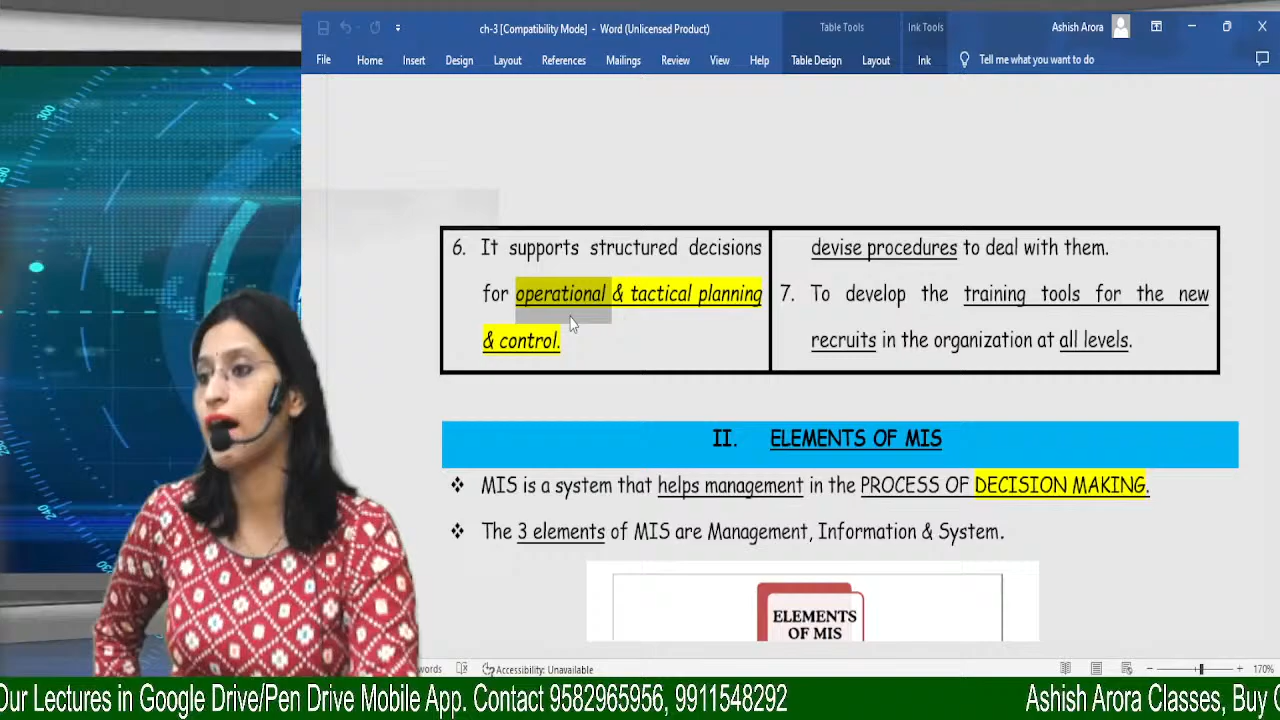 ch-3 [Compatibility Mode] - Word (Unlicensed Product)
Table Tools
Ink Tools
Ashish Arora
File Home Insert Design Layout References Mailings Review View Help Table Design Layout Ink Tell me what you want to do
6. It supports structured decisions
for operational & tactical planning
& control.
devise procedures to deal with them.
7. To develop the training tools for the new
recruits in the organization at all levels.
II. ELEMENTS OF MIS
❖ MIS is a system that helps management in the PROCESS OF DECISION MAKING.
❖ The 3 elements of MIS are Management, Information & System.
ELEMENTS
OF MIS
words Accessibility: Unavailable 170%
Our Lectures in Google Drive/Pen Drive Mobile App. Contact 9582965956, 9911548292 Ashish Arora Classes, Buy
300
290
240